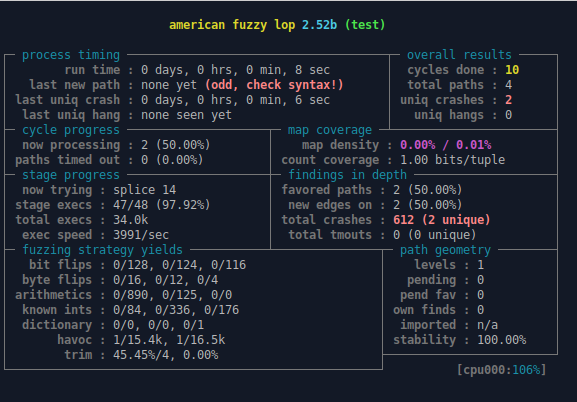 american fuzzy lop 2.52b (test)
process timing
overall results
run time : 0 days, 0 hrs, 0 min, 8 sec
cycles done : 10
last new path : none yet (odd, check syntax!)
total paths : 4
last uniq crash : 0 days, 0 hrs, 0 min, 6 sec
uniq crashes : 2
last uniq hang : none seen yet
uniq hangs : 0
cycle progress
map coverage
now processing : 2 (50.00%)
map density : 0.00% / 0.01%
paths timed out : 0 (0.00%)
count coverage : 1.00 bits/tuple
stage progress
findings in depth
now trying : splice 14
favored paths : 2 (50.00%)
stage execs : 47/48 (97.92%)
new edges on : 2 (50.00%)
total execs : 34.0k
total crashes : 612 (2 unique)
exec speed : 3991/sec
total tmouts : 0 (0 unique)
fuzzing strategy yields
path geometry
bit flips : 0/128, 0/124, 0/116
levels : 1
byte flips : 0/16, 0/12, 0/4
pending : 0
arithmetics : 0/890, 0/125, 0/0
pend fav : 0
known ints : 0/84, 0/336, 0/176
own finds : 0
dictionary : 0/0, 0/0, 0/1
imported : n/a
havoc : 1/15.4k, 1/16.5k
stability : 100.00%
trim : 45.45%/4, 0.00%
[cpu000:106%]